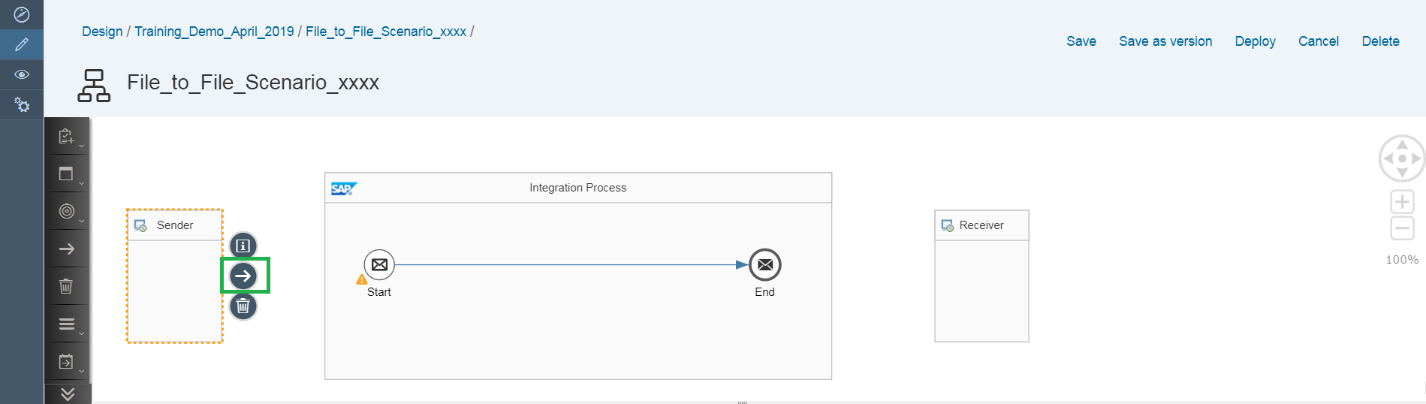 Design / Training_Demo_April_2019 / File_to_File_Scenario_xxxx /
Save Save as version Deploy Cancel Delete
File_to_File_Scenario_xxxx
SAP Integration Process
Sender
Receiver
Start
End
100%